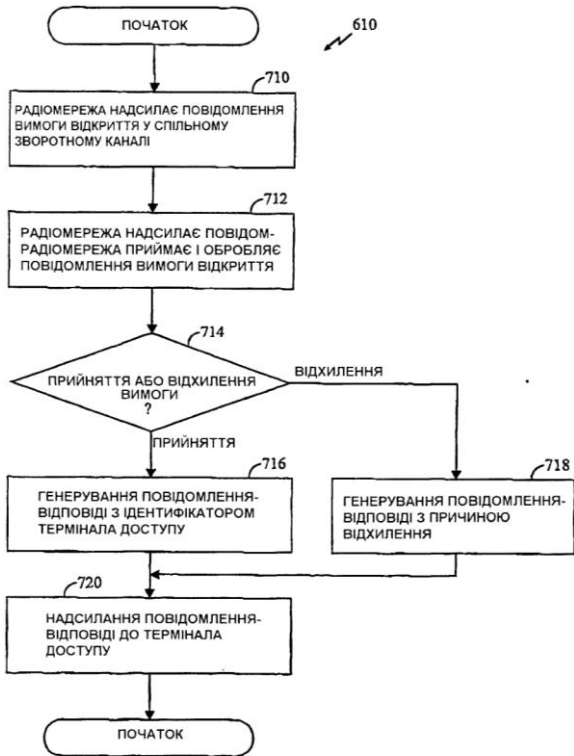 ПОЧАТОК
610
710
РАДІОМЕРЕЖА НАДСИЛАЄ ПОВІДОМЛЕННЯ
ВИМОГИ ВІДКРИТТЯ У СПІЛЬНОМУ
ЗВОРОТНОМУ КАНАЛІ
712
РАДІОМЕРЕЖА НАДСИЛАЄ ПОВІДОМ-
РАДІОМЕРЕЖА ПРИЙМАЄ І ОБРОБЛЯЄ
ПОВІДОМЛЕННЯ ВИМОГИ ВІДКРИТТЯ
714
ПРИЙНЯТТЯ АБО ВІДХИЛЕННЯ
ВИМОГИ
?
ВІДХИЛЕННЯ
ПРИЙНЯТТЯ
716
ГЕНЕРУВАННЯ ПОВІДОМЛЕННЯ-
ВІДПОВІДІ З ІДЕНТИФІКАТОРОМ
ТЕРМІНАЛА ДОСТУПУ
718
ГЕНЕРУВАННЯ ПОВІДОМЛЕННЯ-
ВІДПОВІДІ З ПРИЧИНОЮ
ВІДХИЛЕННЯ
720
НАДСИЛАННЯ ПОВІДОМЛЕННЯ-
ВІДПОВІДІ ДО ТЕРМІНАЛА
ДОСТУПУ
ПОЧАТОК